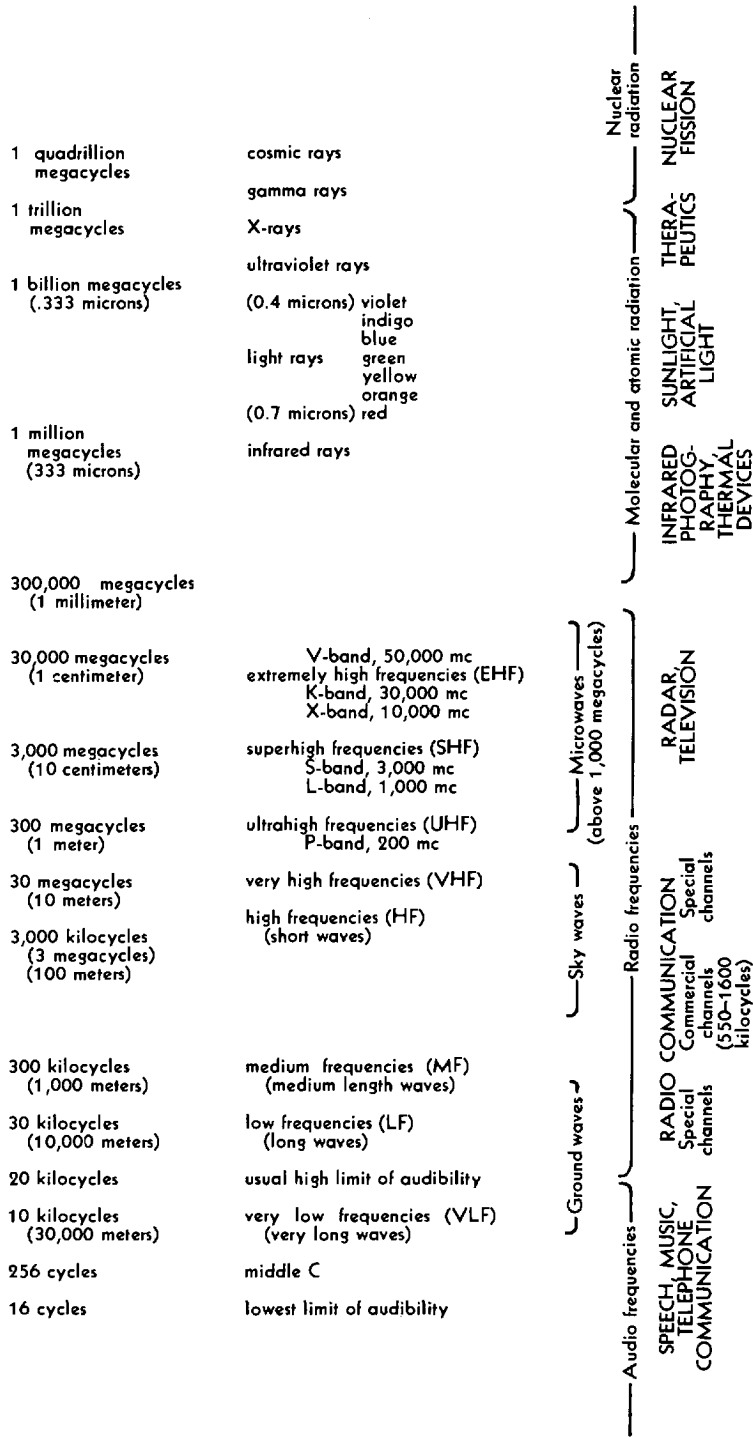 1 quadrillion
megacycles
cosmic rays
gamma rays
1 trillion
megacycles
X-rays
ultraviolet rays
1 billion megacycles
(.333 microns)
(0.4 microns) violet
indigo
blue
light rays green
yellow
orange
(0.7 microns) red
1 million
megacycles
(333 microns)
infrared rays
300,000 megacycles
(1 millimeter)
30,000 megacycles
(1 centimeter)
V-band, 50,000 mc
extremely high frequencies (EHF)
K-band, 30,000 mc
X-band, 10,000 mc
3,000 megacycles
(10 centimeters)
superhigh frequencies (SHF)
S-band, 3,000 mc
L-band, 1,000 mc
300 megacycles
(1 meter)
ultrahigh frequencies (UHF)
P-band, 200 mc
30 megacycles
(10 meters)
very high frequencies (VHF)
high frequencies (HF)
(short waves)
3,000 kilocycles
(3 megacycles)
(100 meters)
300 kilocycles
(1,000 meters)
medium frequencies (MF)
(medium length waves)
30 kilocycles
(10,000 meters)
low frequencies (LF)
(long waves)
20 kilocycles
usual high limit of audibility
10 kilocycles
(30,000 meters)
very low frequencies (VLF)
(very long waves)
256 cycles
middle C
16 cycles
lowest limit of audibility
Microwaves
(above 1,000 megacycles)
Sky waves
Ground waves
Nuclear
radiation
Molecular and atomic radiation
Radio frequencies
Audio frequencies
NUCLEAR
FISSION
THERA-
PEUTICS
SUNLIGHT,
ARTIFICIAL
LIGHT
INFRARED
PHOTOG-
RAPHY,
THERMAL
DEVICES
RADAR,
TELEVISION
RADIO COMMUNICATION
Special
channels
Commercial
channels
(550–1600
kilocycles)
Special
channels
SPEECH, MUSIC,
TELEPHONE
COMMUNICATION